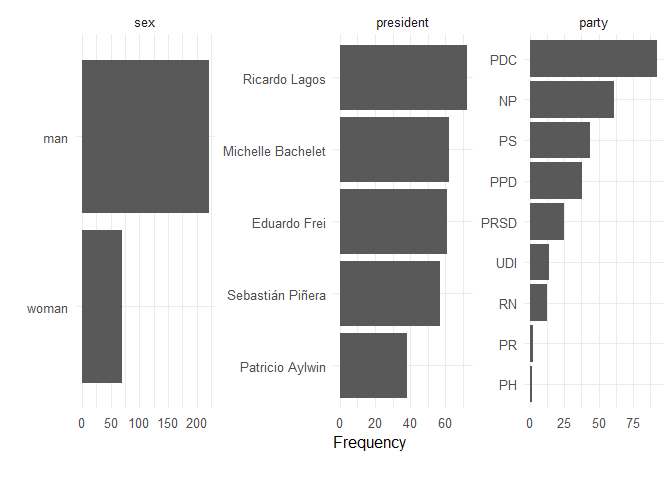 sex
man
woman
0 50 100 150 200
president
Ricardo Lagos
Michelle Bachelet
Eduardo Frei
Sebastián Piñera
Patricio Aylwin
0 20 40 60
Frequency
party
PDC
NP
PS
PPD
PRSD
UDI
RN
PR
PH
0 25 50 75